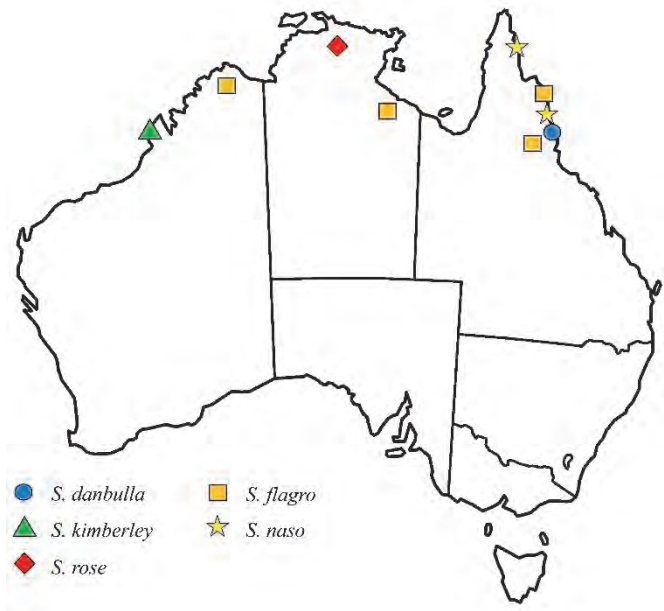 S. danbulla
S. kimberley
S. rose
S. flagro
S. naso